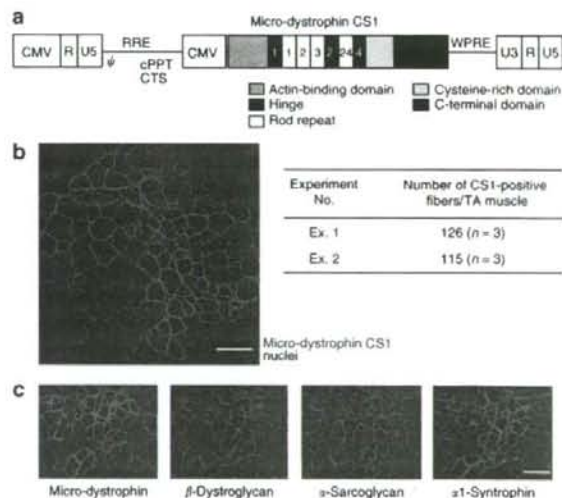 a
Micro-dystrophin CS1
CMV R U5 RRE CMV 1 1 2 3 2 24 4 WPRE U3 R U5
ψ cPPT
CTS
Actin-binding domain
Hinge
Rod repeat
Cysteine-rich domain
C-terminal domain
b
Experiment No.
Number of CS1-positive fibers/TA muscle
Ex. 1 126 (n = 3)
Ex. 2 115 (n = 3)
Micro-dystrophin CS1
nuclei
c
Micro-dystrophin β-Dystroglycan α-Sarcoglycan α1-Syntrophin